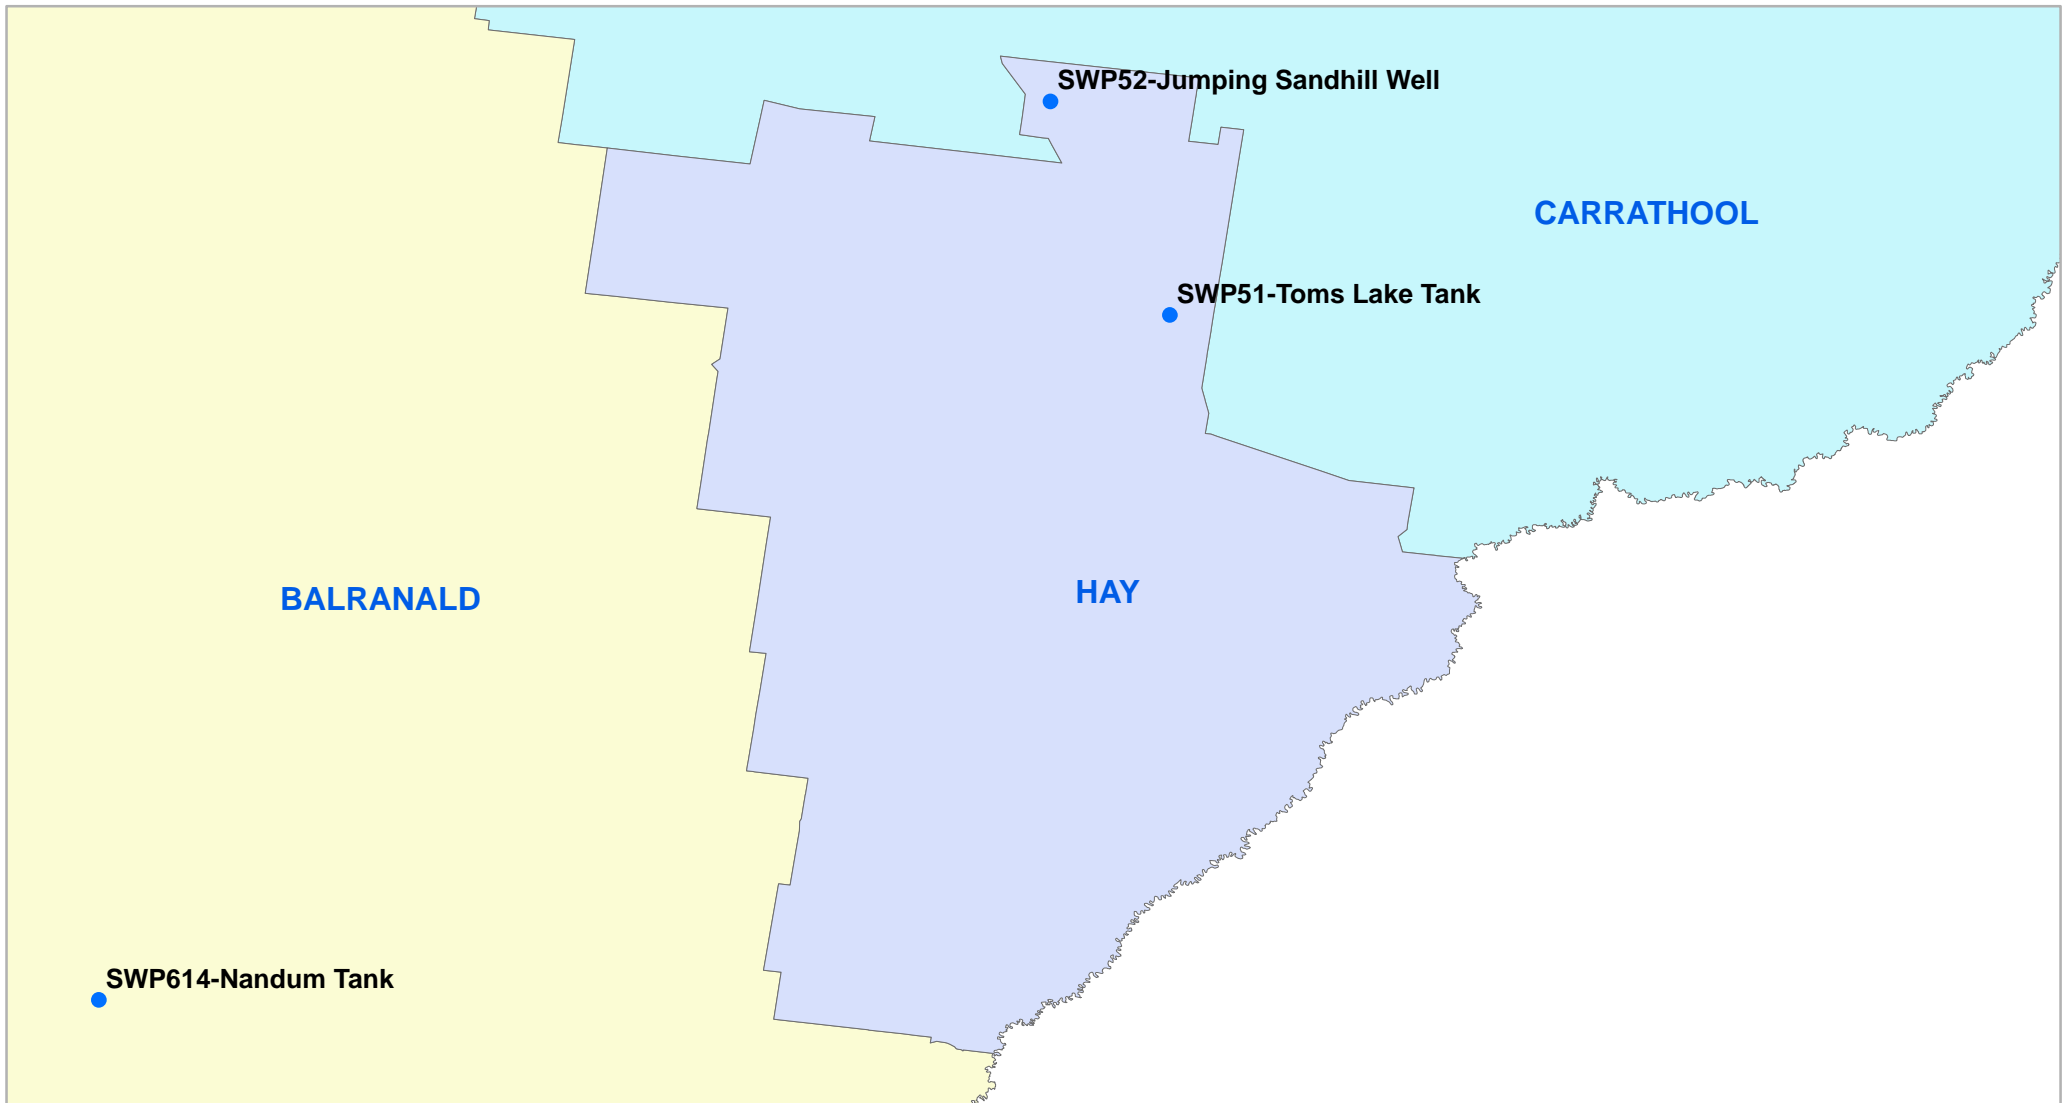 SWP52-Jumping Sandhill Well
CARRATHOOL
SWP51-Toms Lake Tank
BALRANALD
HAY
SWP614-Nandum Tank